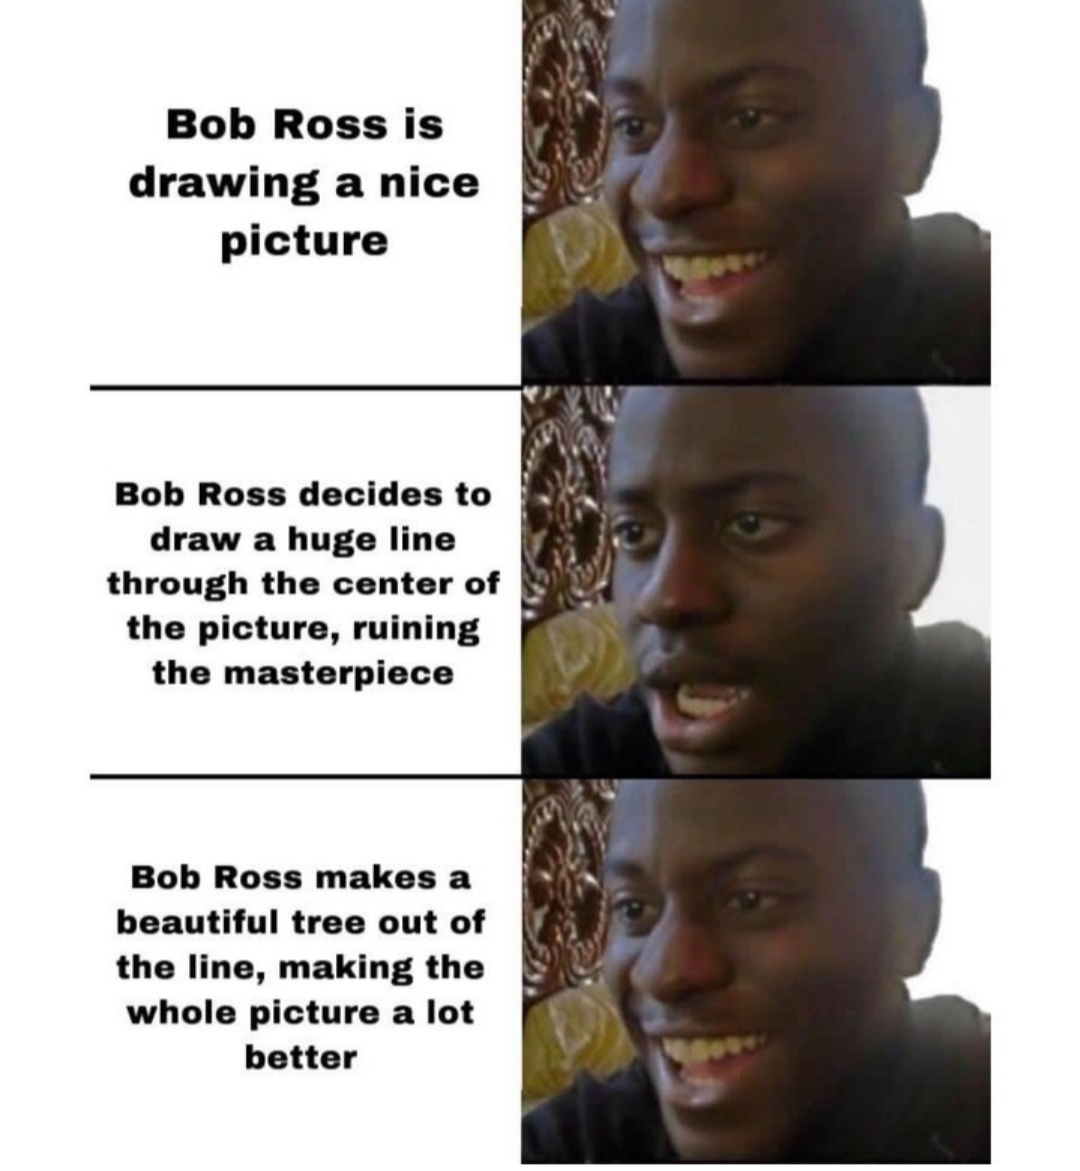 Bob Ross is
drawing a nice
picture
Bob Ross decides to
draw a huge line
through the center of
the picture, ruining
the masterpiece
Bob Ross makes a
beautiful tree out of
the line, making the
whole picture a lot
better